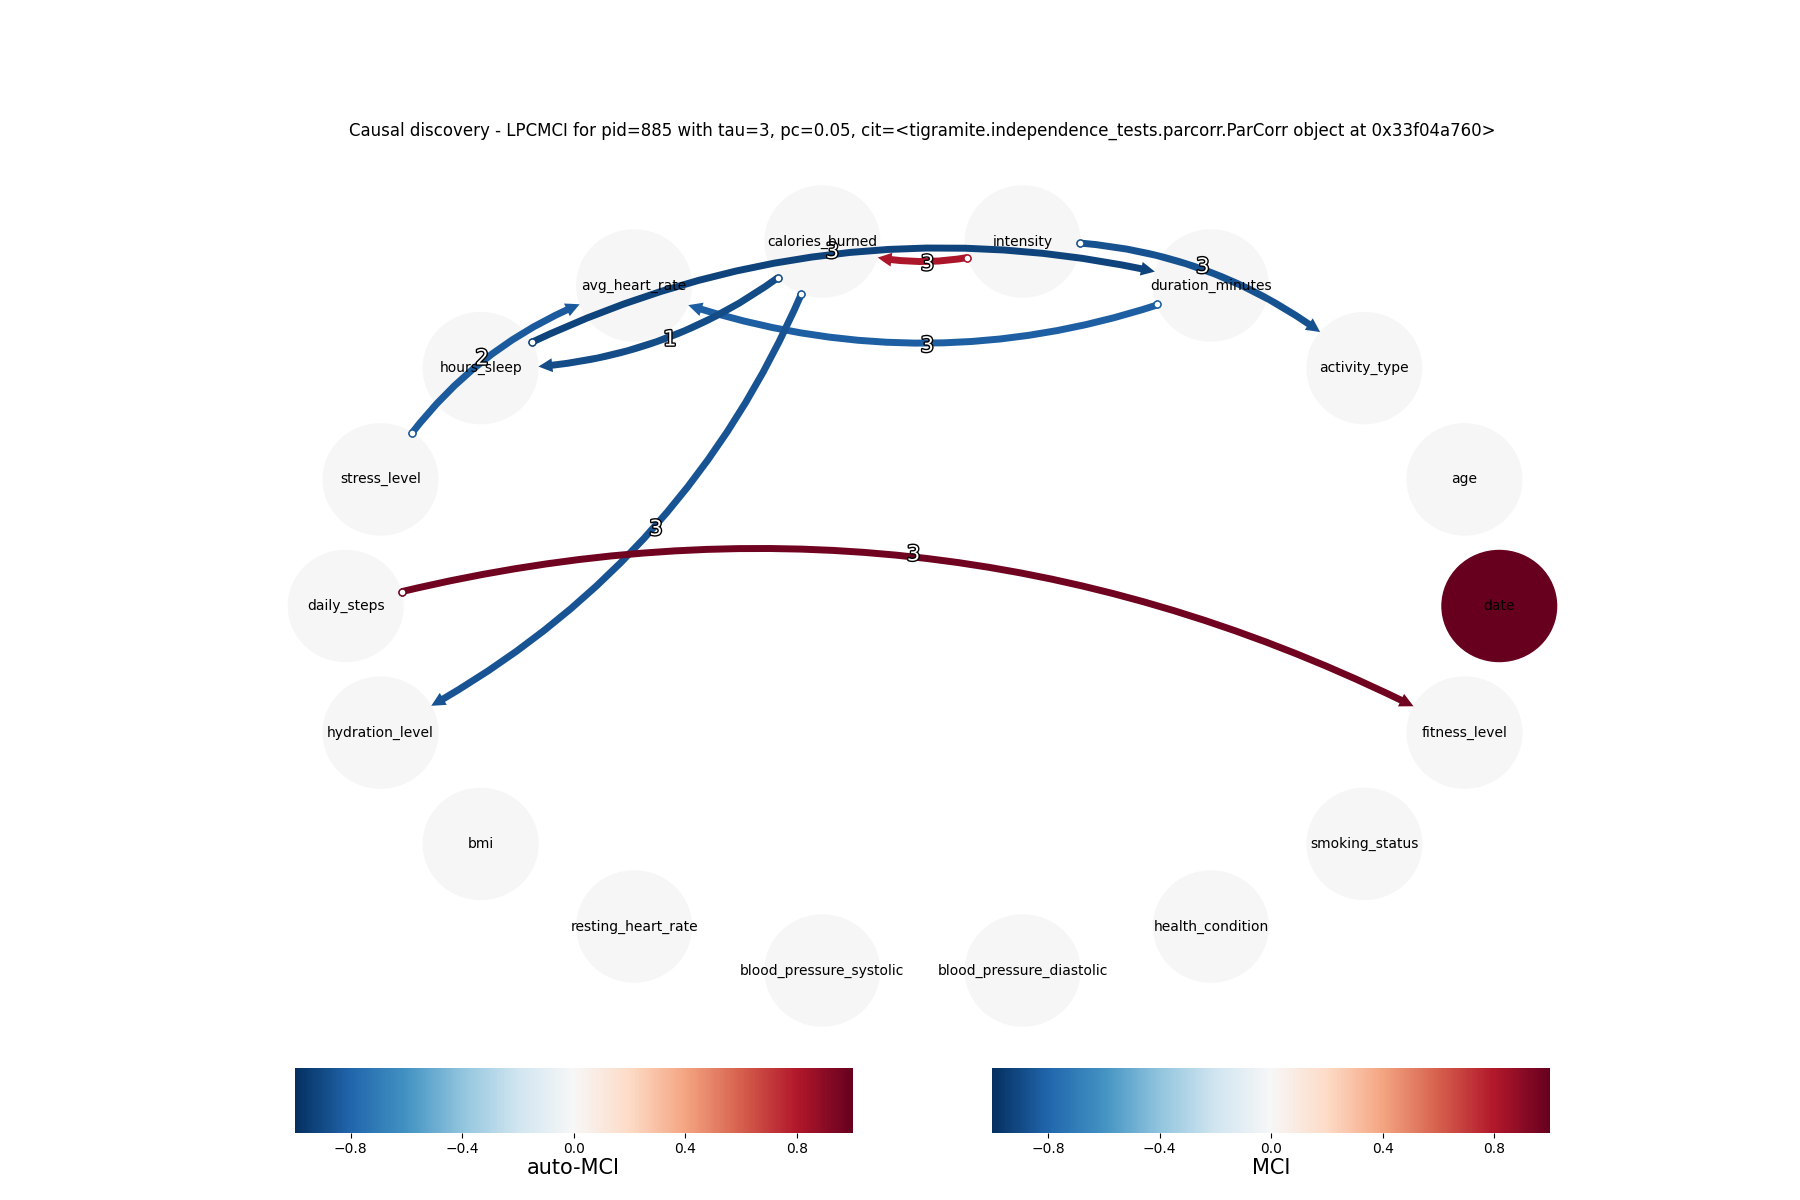 Causal discovery - LPCMCI for pid=885 with tau=3, pc=0.05, cit=<tigramite.independence_tests.parcorr.ParCorr object at 0x33f04a760>
calories_burned
intensity
3
3
3
avg_heart_rate
duration_minutes
1
3
2
hours_sleep
activity_type
stress_level
age
3
3
daily_steps
date
hydration_level
fitness_level
bmi
smoking_status
resting_heart_rate
health_condition
blood_pressure_systolic
blood_pressure_diastolic
−0.8 −0.4 0.0 0.4 0.8
auto-MCI
−0.8 −0.4 0.0 0.4 0.8
MCI